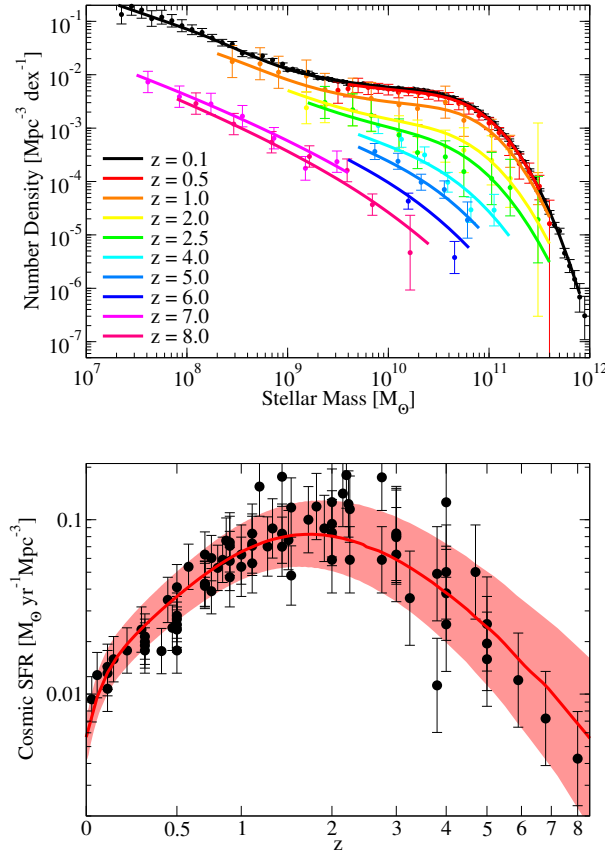 10^-1
10^-2
10^-3
10^-4
10^-5
10^-6
10^-7
Number Density [Mpc^-3 dex^-1]
z = 0.1
z = 0.5
z = 1.0
z = 2.0
z = 2.5
z = 4.0
z = 5.0
z = 6.0
z = 7.0
z = 8.0
10^7 10^8 10^9 10^10 10^11 10^12
Stellar Mass [M_⊙]
0.1
0.01
Cosmic SFR [M_⊙ yr^-1 Mpc^-3]
0 0.5 1 2 3 4 5 6 7 8
z